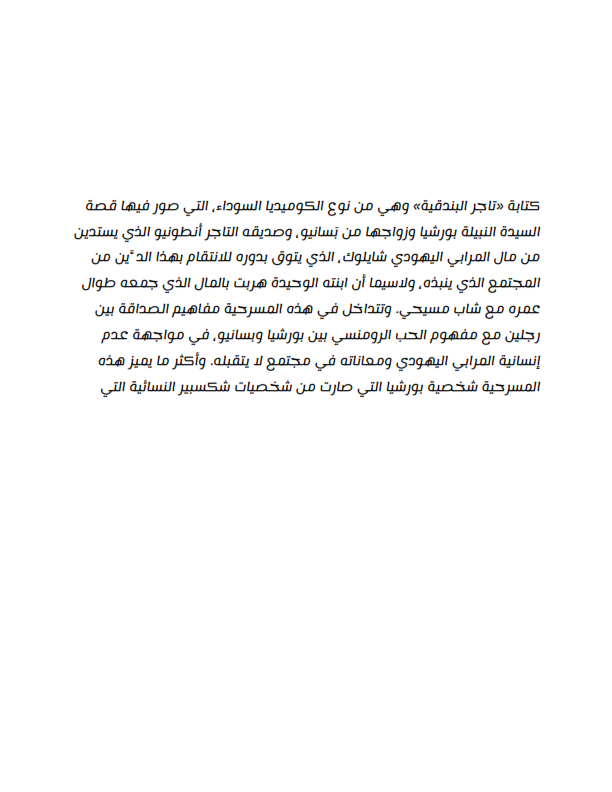 كتابة «تاجر البندقية» وهي من نوع الكوميديا السوداء، التي صور فيها قصة
السيدة النبيلة بورشيا وزواجها من بَسانيو، وصديقه التاجر أنطونيو الذي يستدين
من مال المرابي اليهودي شايلوك، الذي يتوق بدوره للانتقام بهذا الد َّين من
المجتمع الذي ينبذه، ولاسيما أن ابنته الوحيدة هربت بالمال الذي جمعه طوال
عمره مع شاب مسيحي. وتتداخل في هذه المسرحية مفاهيم الصداقة بين
رجلين مع مفهوم الحب الرومنسي بين بورشيا وبسانيو، في مواجهة عدم
إنسانية المرابي اليهودي ومعاناته في مجتمع لا يتقبله. وأكثر ما يميز هذه
المسرحية شخصية بورشيا التي صارت من شخصيات شكسبير النسائية التي